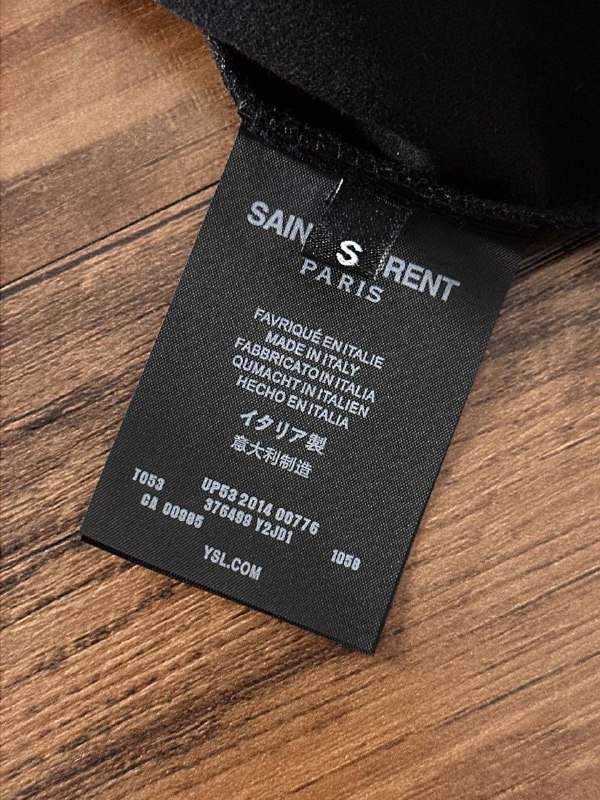 SAIN RENT
S
PARIS
FAVRIQUÉ EN ITALIE
MADE IN ITALY
FABBRICATO IN ITALIA
QUMACHT IN ITALIEN
HECHO EN ITALIA
イタリア製
意大利制造
T053 UP53 2014 00776
CA 00985 376498 Y2JD1 1058
YSL.COM